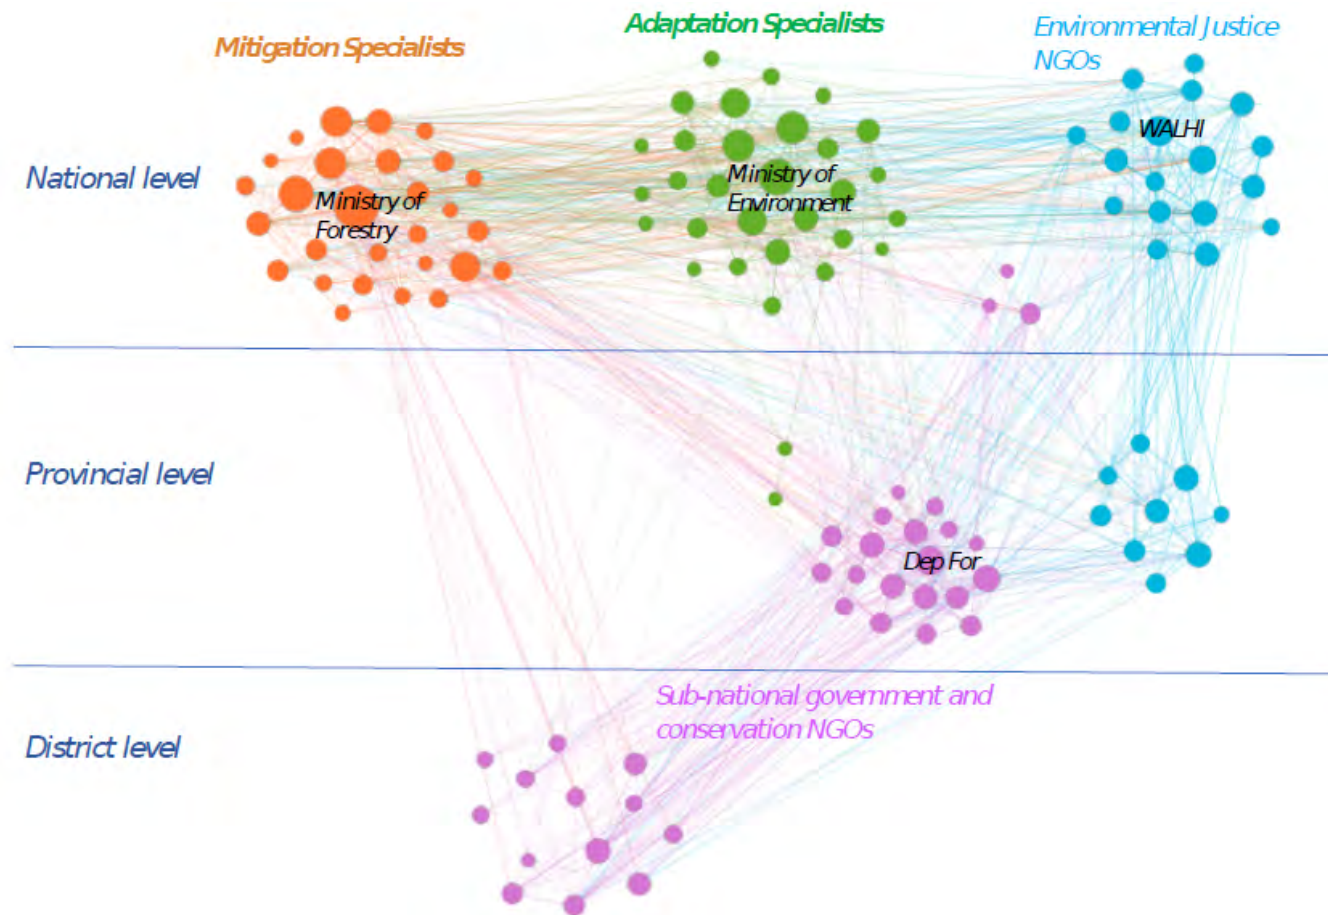 Mitigation Specialists
Adaptation Specialists
Environmental Justice
NGOs
WALHI
National level
Ministry of
Forestry
Ministry of
Environment
Provincial level
Dep For
Sub-national government and
conservation NGOs
District level